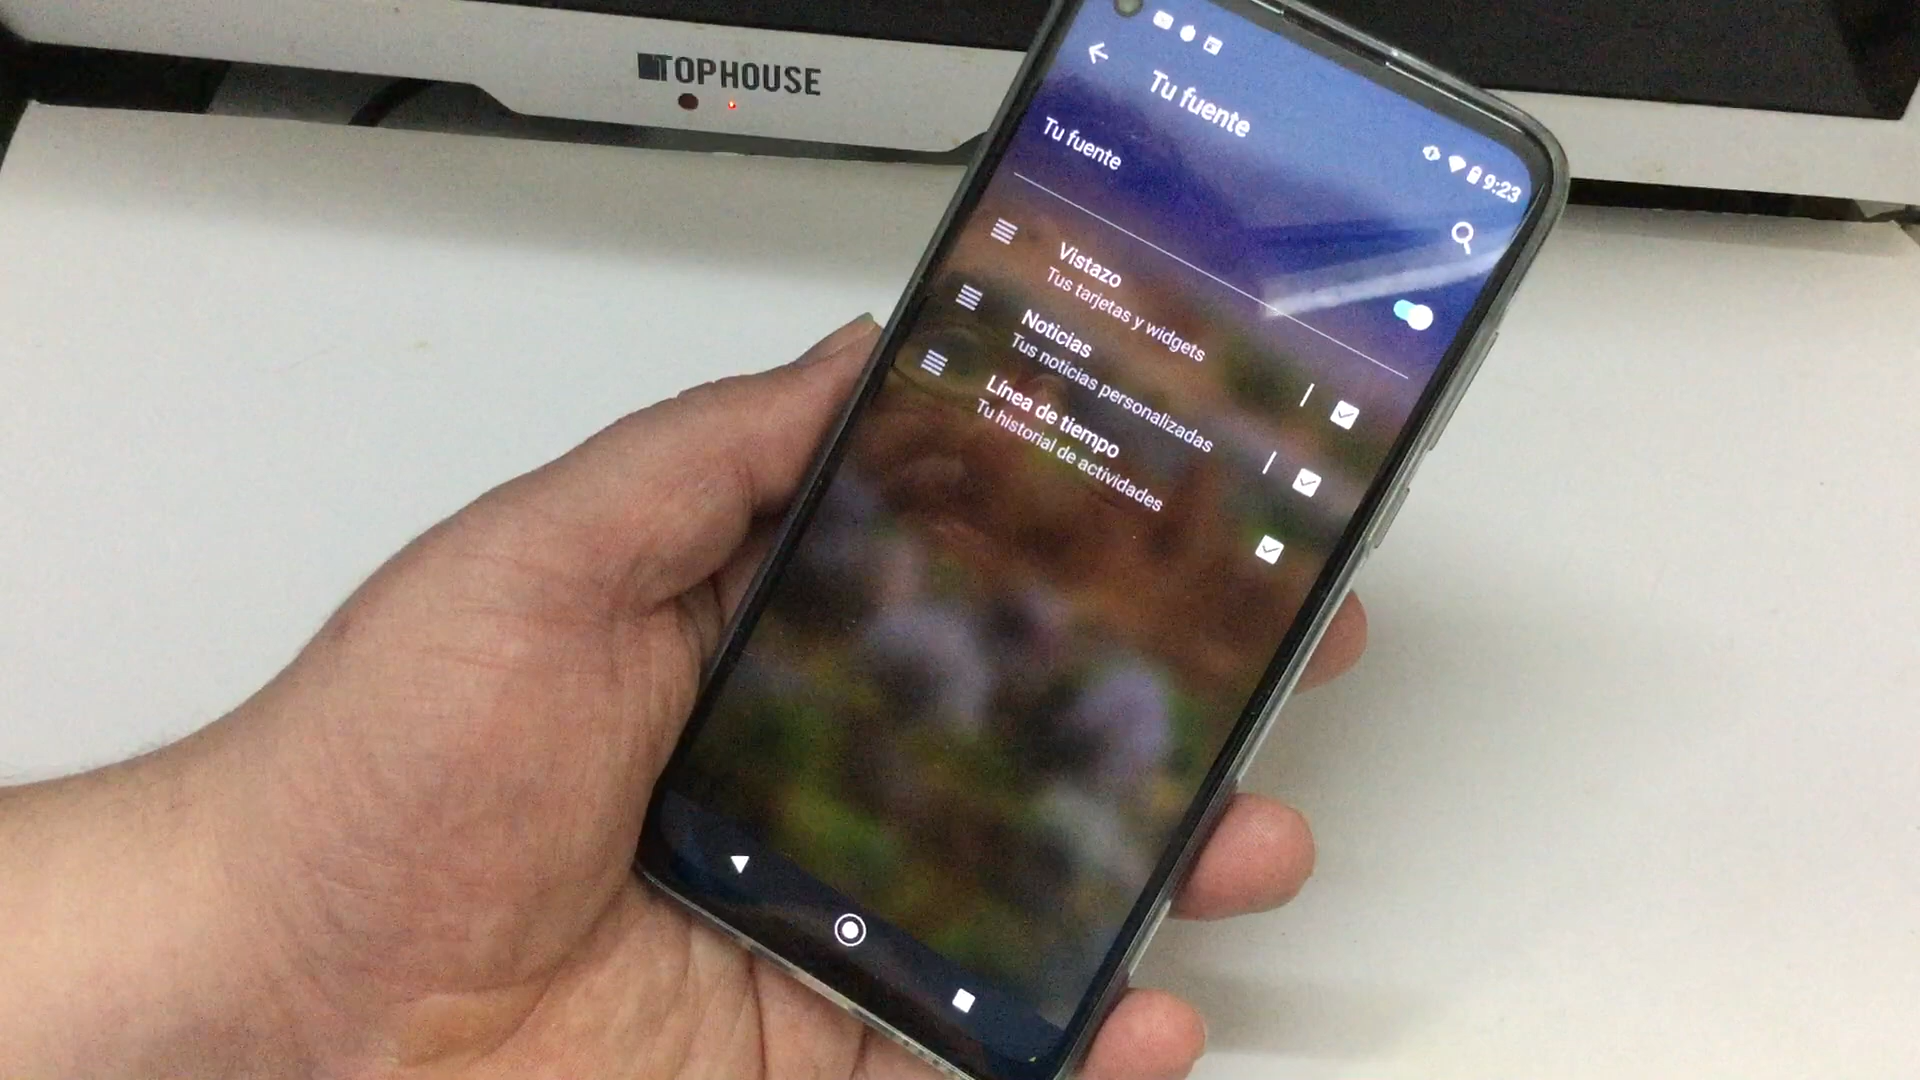 TOPHOUSE
9:23
Tu fuente
Tu fuente
Vistazo
Tus tarjetas y widgets
Noticias
Tus noticias personalizadas
Línea de tiempo
Tu historial de actividades